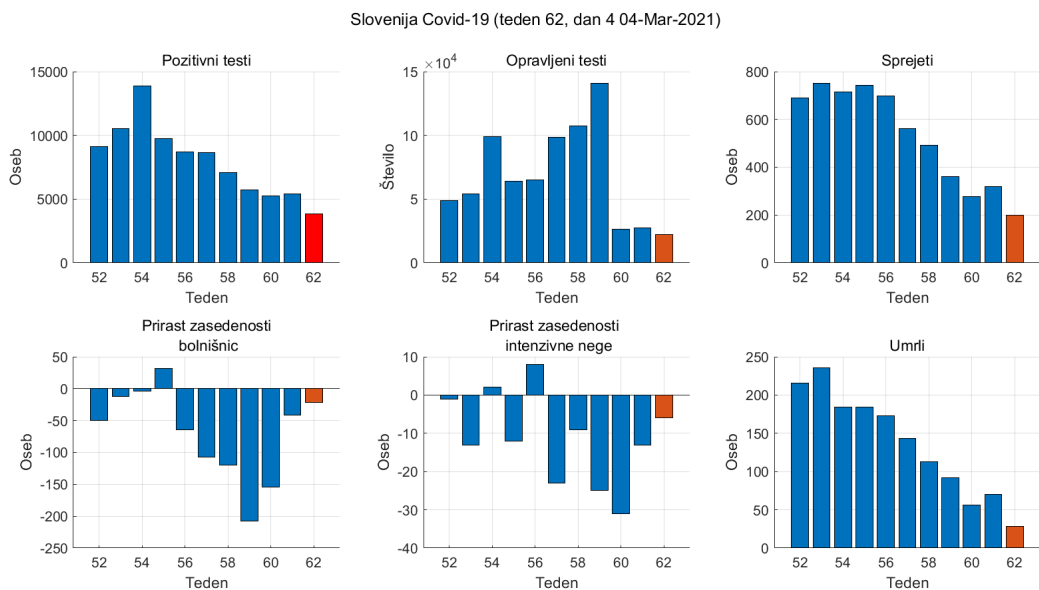 Slovenija Covid-19 (teden 62, dan 4 04-Mar-2021)
Pozitivni testi
15000
10000
5000
0
Oseb
52 54 56 58 60 62
Teden
Opravljeni testi
×10⁴
15
10
5
0
Število
52 54 56 58 60 62
Teden
Sprejeti
800
600
400
200
0
Oseb
52 54 56 58 60 62
Teden
Prirast zasedenosti
bolnišnic
50
0
-50
-100
-150
-200
-250
Oseb
52 54 56 58 60 62
Teden
Prirast zasedenosti
intenzivne nege
10
0
-10
-20
-30
-40
Oseb
52 54 56 58 60 62
Teden
Umrli
250
200
150
100
50
0
Oseb
52 54 56 58 60 62
Teden